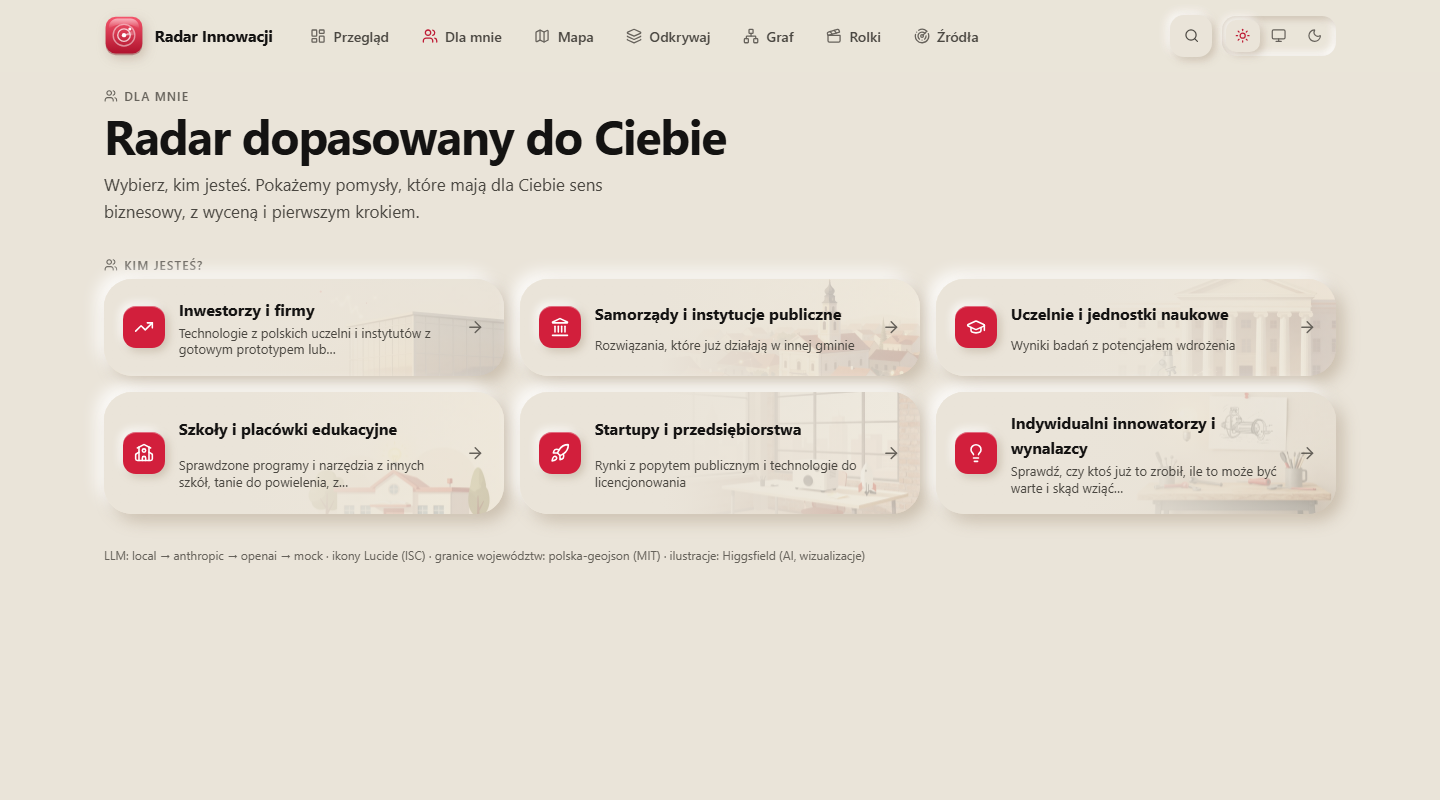 Radar Innowacji
Przegląd
Dla mnie
Mapa
Odkrywaj
Graf
Rolki
Źródła
DLA MNIE
Radar dopasowany do Ciebie
Wybierz, kim jesteś. Pokażemy pomysły, które mają dla Ciebie sens
biznesowy, z wyceną i pierwszym krokiem.
KIM JESTEŚ?
Inwestorzy i firmy
Technologie z polskich uczelni i instytutów z
gotowym prototypem lub...
Samorządy i instytucje publiczne
Rozwiązania, które już działają w innej gminie
Uczelnie i jednostki naukowe
Wyniki badań z potencjałem wdrożenia
Szkoły i placówki edukacyjne
Sprawdzone programy i narzędzia z innych
szkół, tanie do powielenia, z...
Startupy i przedsiębiorstwa
Rynki z popytem publicznym i technologie do
licencjonowania
Indywidualni innowatorzy i
wynalazcy
Sprawdź, czy ktoś już to zrobił, ile to może być
warte i skąd wziąć...
LLM: local → anthropic → openai → mock · ikony Lucide (ISC) · granice województw: polska-geojson (MIT) · ilustracje: Higgsfield (AI, wizualizacje)